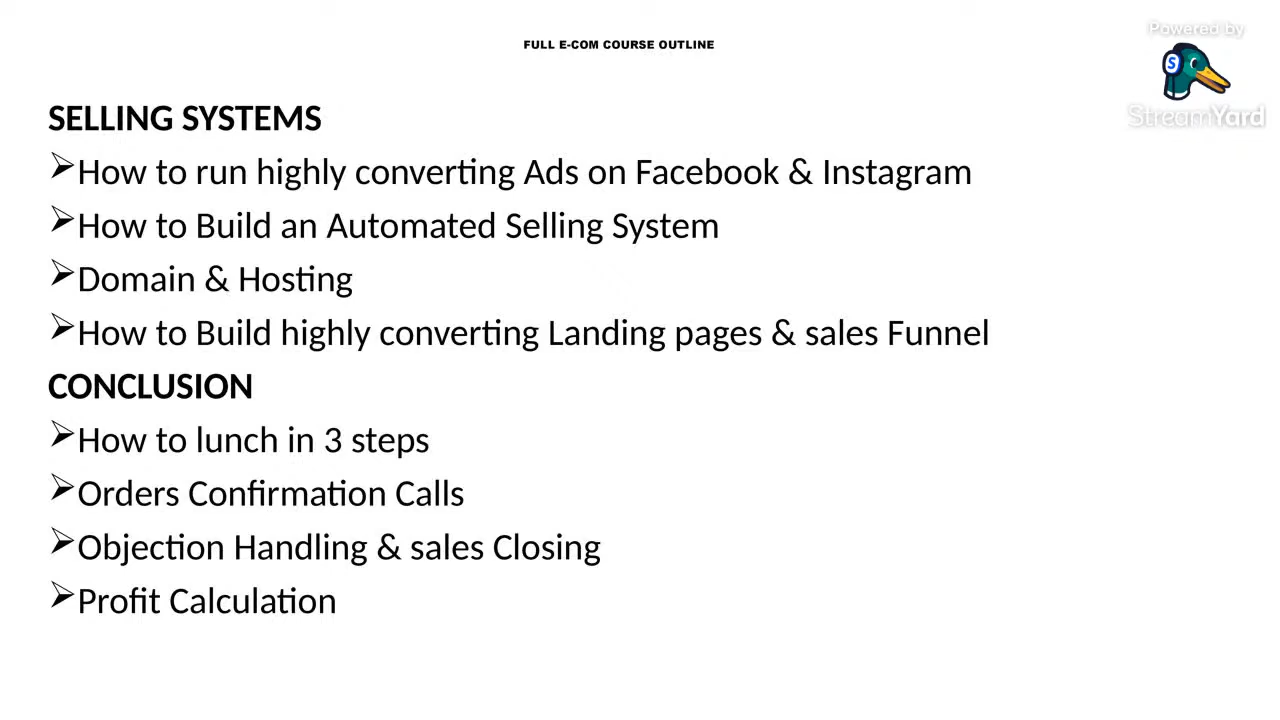 Powered by
FULL E-COM COURSE OUTLINE
S
StreamYard
SELLING SYSTEMS
➢How to run highly converting Ads on Facebook & Instagram
➢How to Build an Automated Selling System
➢Domain & Hosting
➢How to Build highly converting Landing pages & sales Funnel
CONCLUSION
➢How to lunch in 3 steps
➢Orders Confirmation Calls
➢Objection Handling & sales Closing
➢Profit Calculation